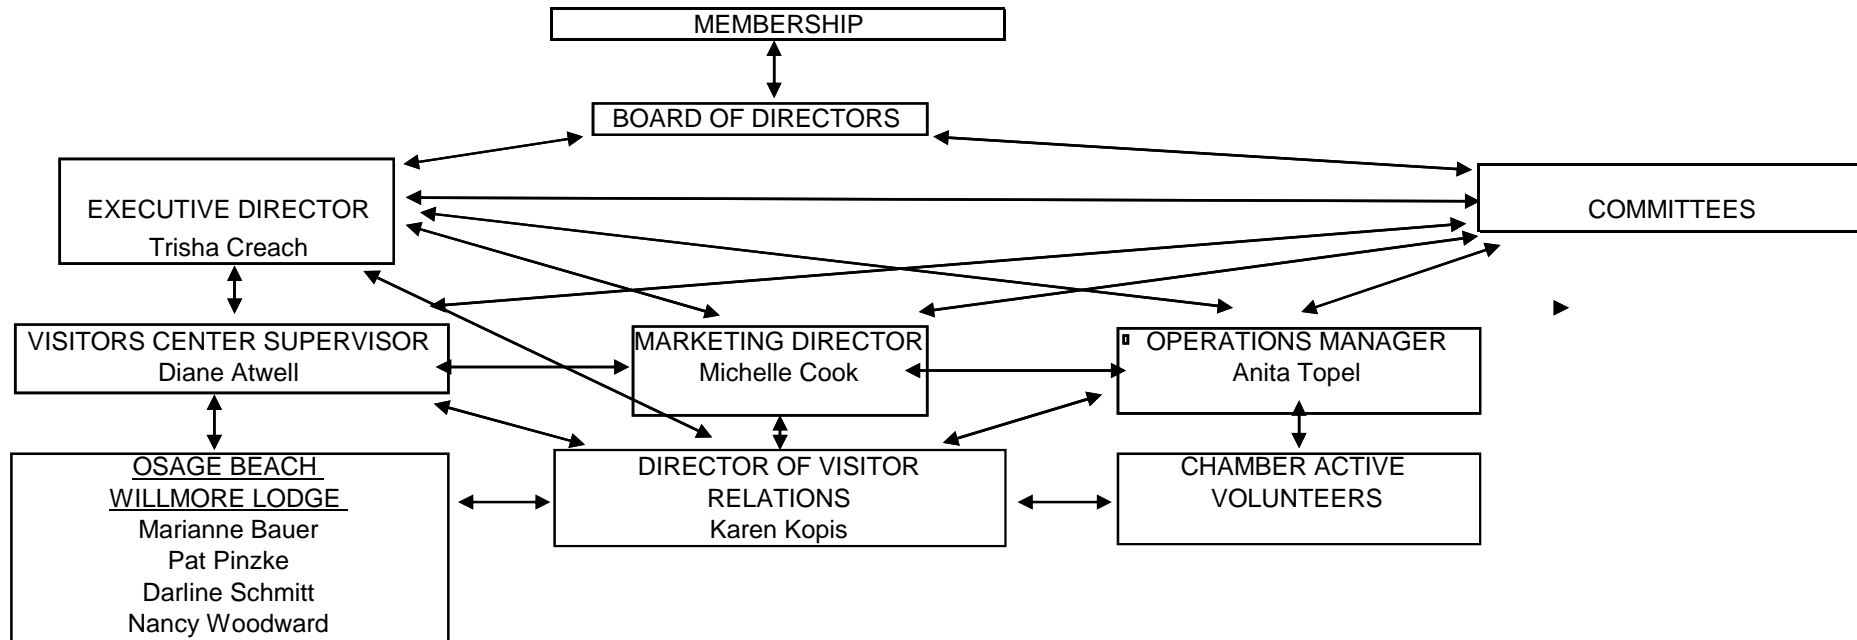 MEMBERSHIP
BOARD OF DIRECTORS
EXECUTIVE DIRECTOR
Trisha Creach
COMMITTEES
VISITORS CENTER SUPERVISOR
Diane Atwell
MARKETING DIRECTOR
Michelle Cook
OPERATIONS MANAGER
Anita Topel
OSAGE BEACH
WILLMORE LODGE
Marianne Bauer
Pat Pinzke
Darline Schmitt
Nancy Woodward
DIRECTOR OF VISITOR
RELATIONS
Karen Kopis
CHAMBER ACTIVE
VOLUNTEERS